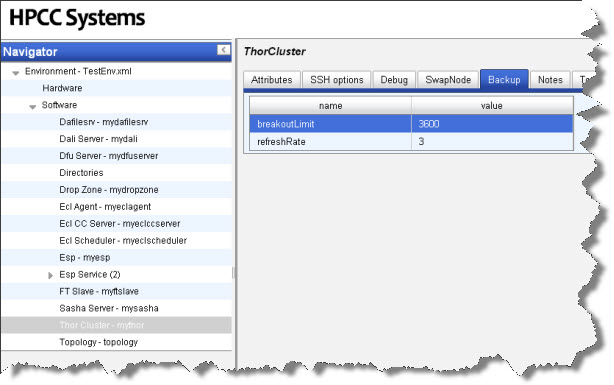 HPCC Systems
Navigator
Environment - TestEnv.xml
Hardware
Software
Dafilesrv - mydafilesrv
Dali Server - mydali
Dfu Server - mydfuserver
Directories
Drop Zone - mydropzone
Ecl Agent - myeclagent
Ecl CC Server - myeclccserver
Ecl Scheduler - myeclscheduler
Esp - myesp
Esp Service (2)
FT Slave - myftslave
Sasha Server - mysasha
Thor Cluster - mythor
Topology - topology
ThorCluster
Attributes SSH options Debug SwapNode Backup Notes
name value
breakoutLimit 3600
refreshRate 3